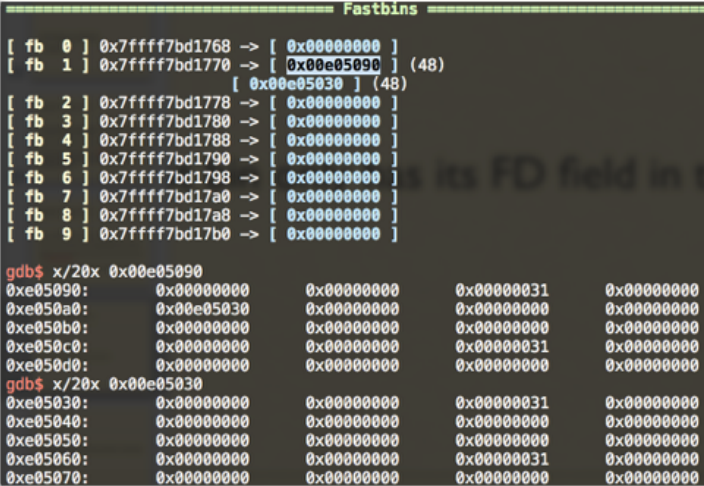 ================================ Fastbins ================================
[ fb 0 ] 0x7ffff7bd1768 -> [ 0x00000000 ]
[ fb 1 ] 0x7ffff7bd1770 -> [ 0x00e05090 ] (48)
[ 0x00e05030 ] (48)
[ fb 2 ] 0x7ffff7bd1778 -> [ 0x00000000 ]
[ fb 3 ] 0x7ffff7bd1780 -> [ 0x00000000 ]
[ fb 4 ] 0x7ffff7bd1788 -> [ 0x00000000 ]
[ fb 5 ] 0x7ffff7bd1790 -> [ 0x00000000 ]
[ fb 6 ] 0x7ffff7bd1798 -> [ 0x00000000 ]
its FD field in
[ fb 7 ] 0x7ffff7bd17a0 -> [ 0x00000000 ]
[ fb 8 ] 0x7ffff7bd17a8 -> [ 0x00000000 ]
[ fb 9 ] 0x7ffff7bd17b0 -> [ 0x00000000 ]
gdb$ x/20x 0x00e05090
0xe05090: 0x00000000 0x00000000 0x00000031 0x00000000
0xe050a0: 0x00e05030 0x00000000 0x00000000 0x00000000
0xe050b0: 0x00000000 0x00000000 0x00000000 0x00000000
0xe050c0: 0x00000000 0x00000000 0x00000031 0x00000000
0xe050d0: 0x00000000 0x00000000 0x00000000 0x00000000
gdb$ x/20x 0x00e05030
0xe05030: 0x00000000 0x00000000 0x00000031 0x00000000
0xe05040: 0x00000000 0x00000000 0x00000000 0x00000000
0xe05050: 0x00000000 0x00000000 0x00000000 0x00000000
0xe05060: 0x00000000 0x00000000 0x00000031 0x00000000
0xe05070: 0x00000000 0x00000000 0x00000000 0x00000000